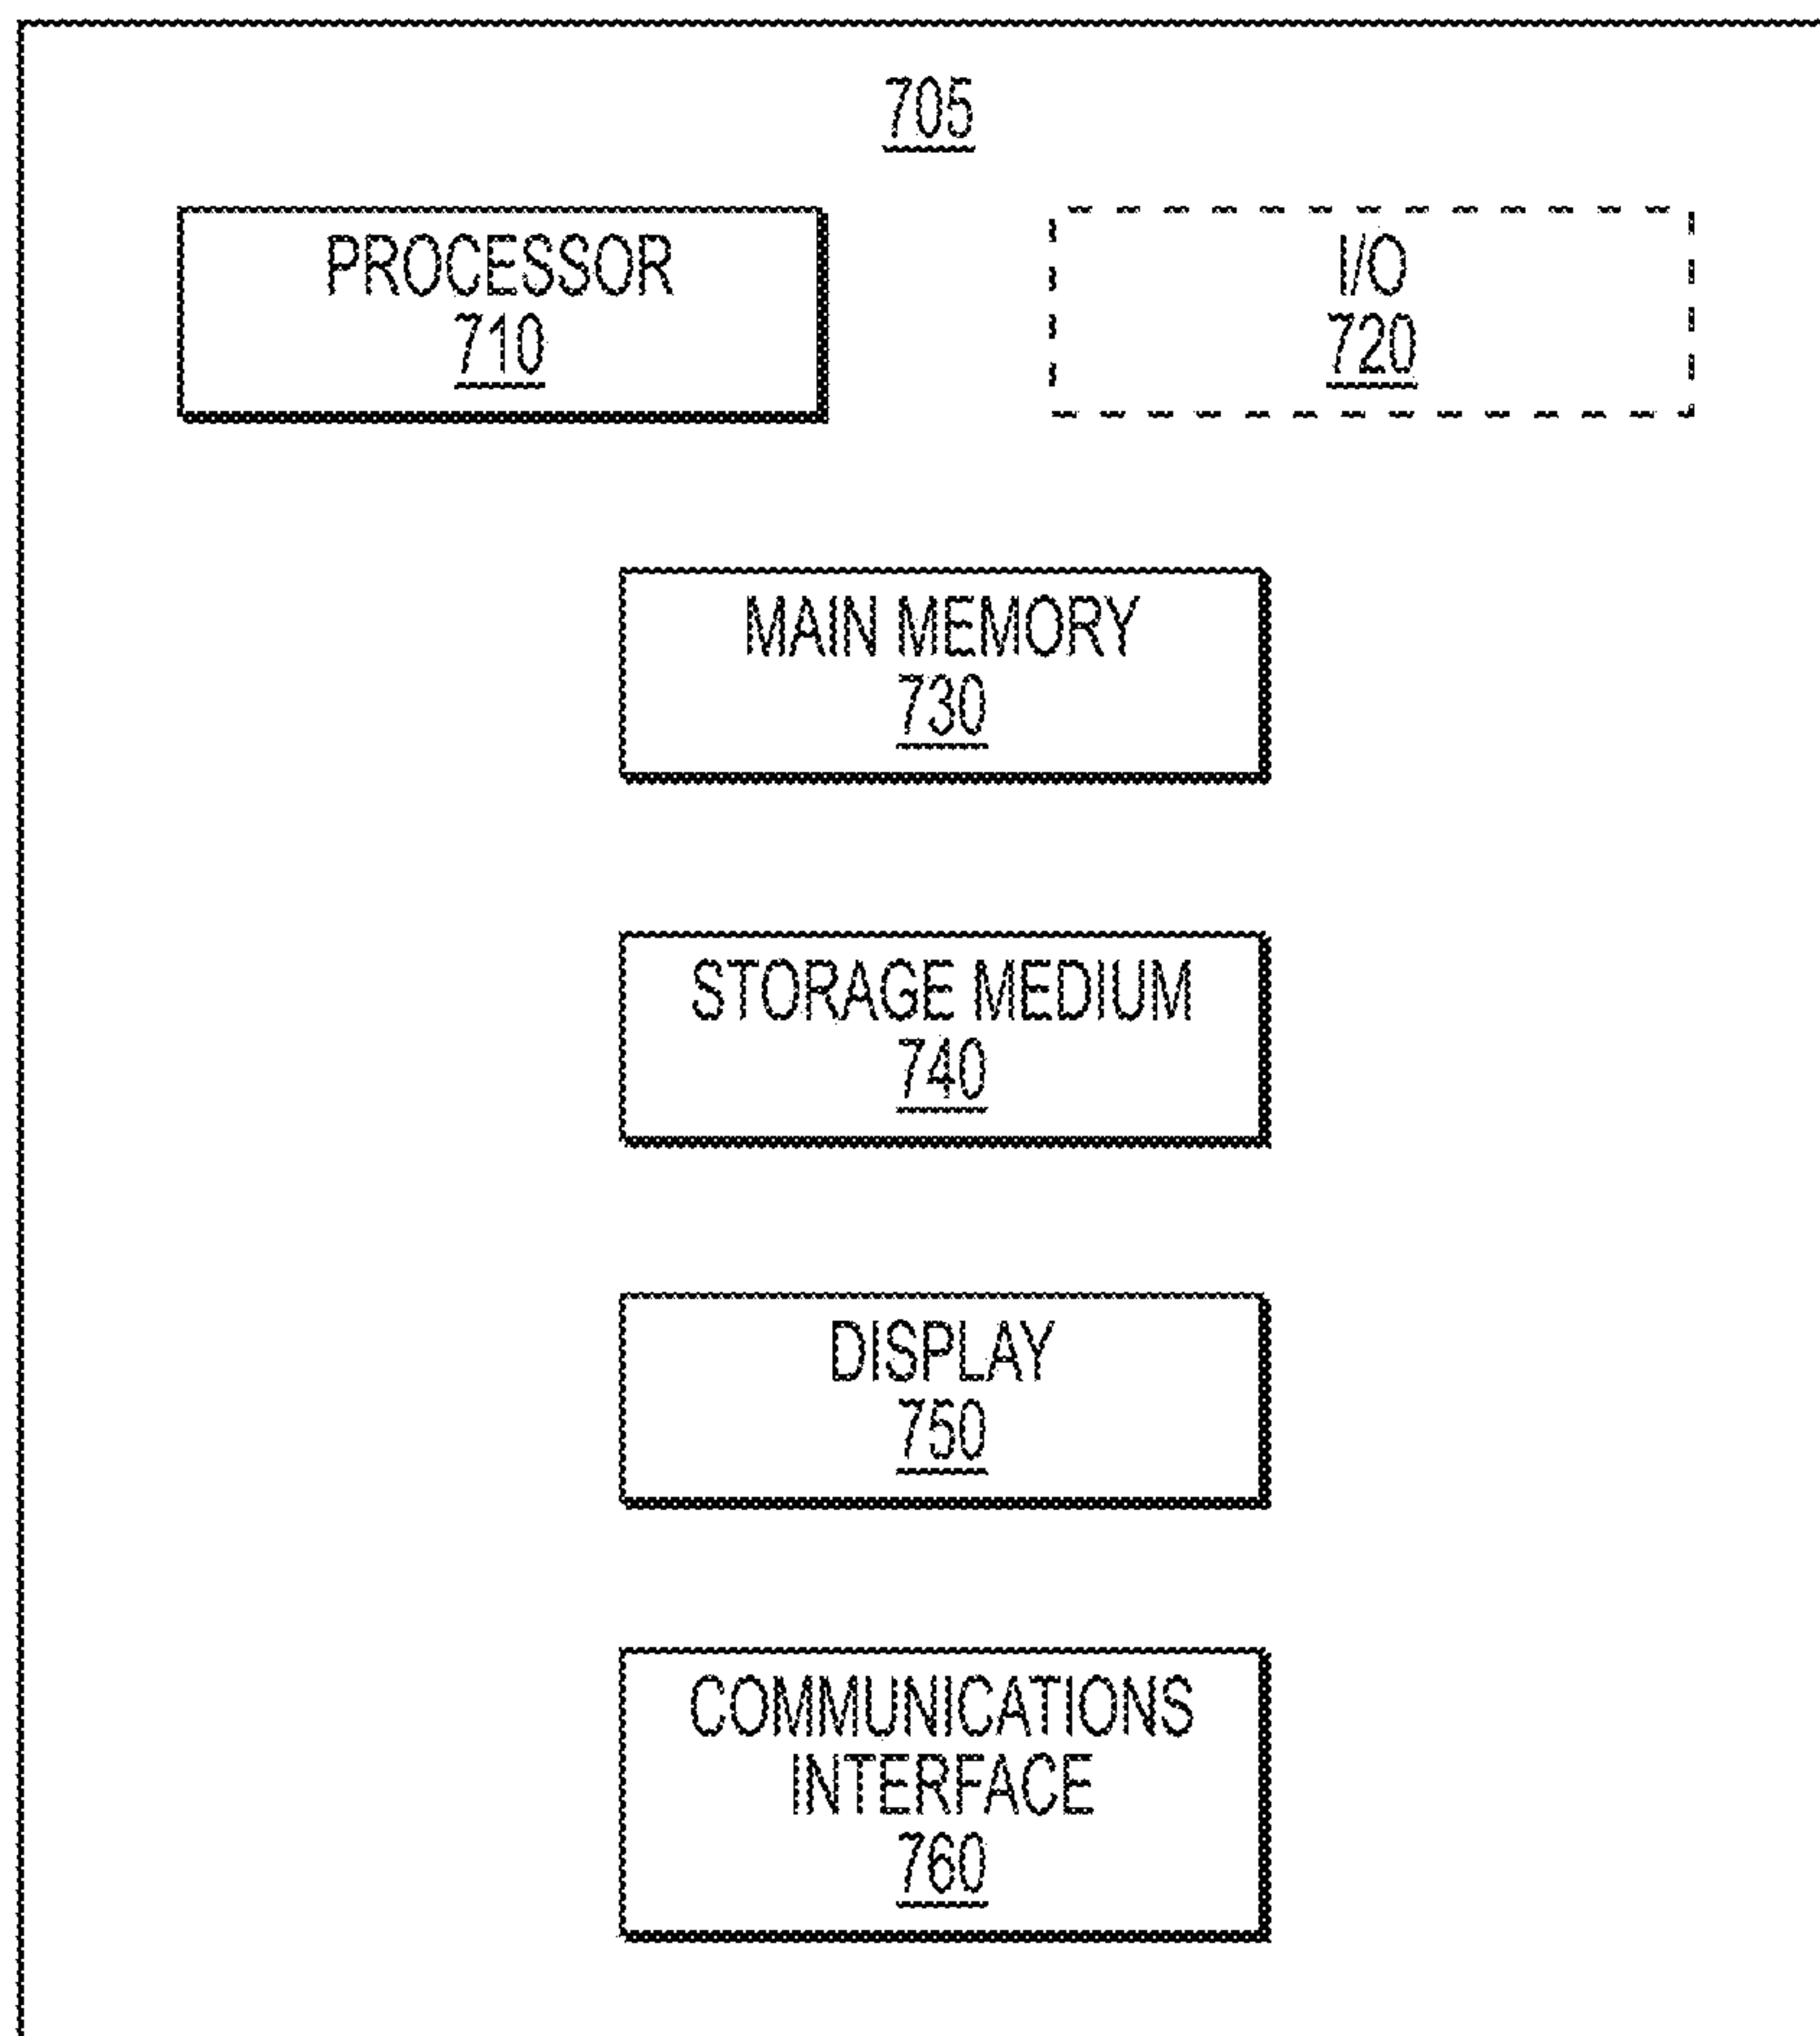 705
PROCESSOR
710
I/O
720
MAIN MEMORY
730
STORAGE MEDIUM
740
DISPLAY
750
COMMUNICATIONS
INTERFACE
760